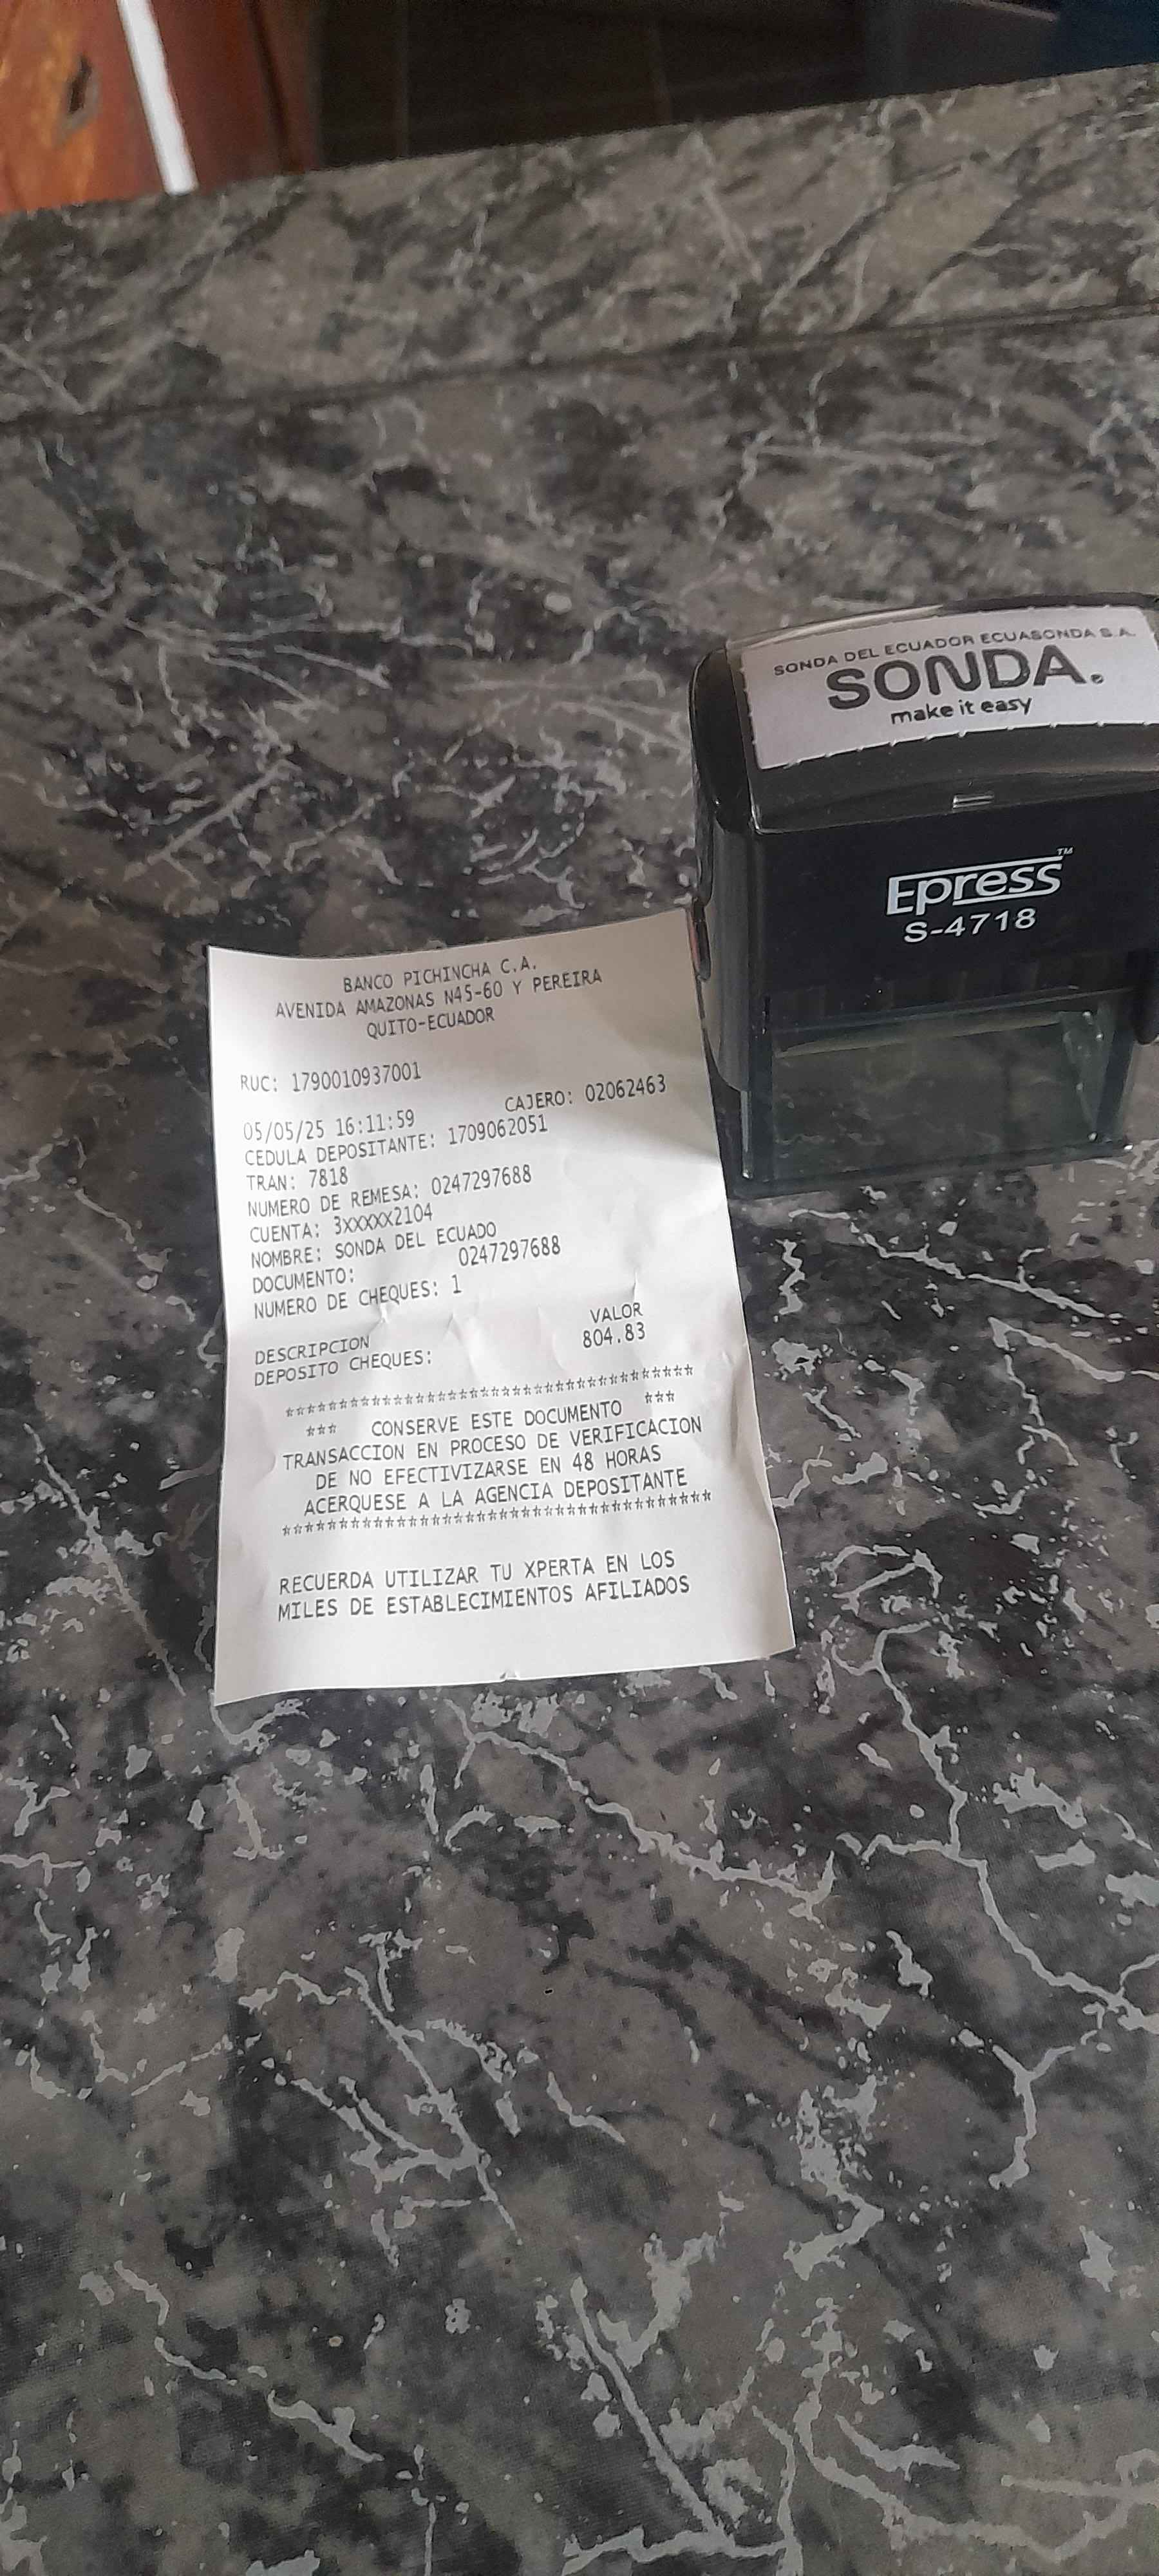 SONDA DEL ECUADOR ECUASONDA S.A.
SONDA.
make it easy
Epress™
S-4718
BANCO PICHINCHA C.A.
AVENIDA AMAZONAS N45-60 Y PEREIRA
QUITO-ECUADOR
RUC: 1790010937001
05/05/25 16:11:59 CAJERO: 02062463
CEDULA DEPOSITANTE: 1709062051
TRAN: 7818
NUMERO DE REMESA: 0247297688
CUENTA: 3XXXXX2104
NOMBRE: SONDA DEL ECUADO
DOCUMENTO: 0247297688
NUMERO DE CHEQUES: 1
DESCRIPCION VALOR
DEPOSITO CHEQUES: 804.83
************************************
*** CONSERVE ESTE DOCUMENTO ***
TRANSACCION EN PROCESO DE VERIFICACION
DE NO EFECTIVIZARSE EN 48 HORAS
ACERQUESE A LA AGENCIA DEPOSITANTE
************************************
RECUERDA UTILIZAR TU XPERTA EN LOS
MILES DE ESTABLECIMIENTOS AFILIADOS